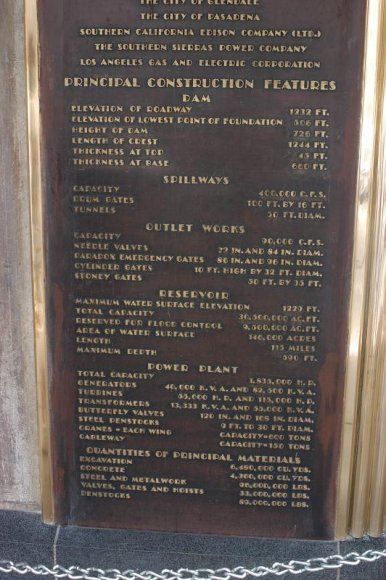 THE CITY OF GLENDALE
THE CITY OF PASADENA
SOUTHERN CALIFORNIA EDISON COMPANY (LTD.)
THE SOUTHERN SIERRAS POWER COMPANY
LOS ANGELES GAS AND ELECTRIC CORPORATION
PRINCIPAL CONSTRUCTION FEATURES
DAM
ELEVATION OF ROADWAY 1232 FT.
ELEVATION OF LOWEST POINT OF FOUNDATION 506 FT.
HEIGHT OF DAM 726 FT.
LENGTH OF CREST 1244 FT.
THICKNESS AT TOP 45 FT.
THICKNESS AT BASE 660 FT.
SPILLWAYS
CAPACITY 400,000 C.F.S.
DRUM GATES 100 FT. BY 16 FT.
TUNNELS 50 FT. DIAM.
OUTLET WORKS
CAPACITY 90,000 C.F.S.
NEEDLE VALVES 72 IN. AND 84 IN. DIAM.
PARADOX EMERGENCY GATES 86 IN. AND 96 IN. DIAM.
CYLINDER GATES 10 FT. HIGH BY 32 FT. DIAM.
STONEY GATES 50 FT. BY 35 FT.
RESERVOIR
MAXIMUM WATER SURFACE ELEVATION 1229 FT.
TOTAL CAPACITY 30,500,000 AC. FT.
RESERVED FOR FLOOD CONTROL 9,500,000 AC. FT.
AREA OF WATER SURFACE 146,000 ACRES
LENGTH 115 MILES
MAXIMUM DEPTH 590 FT.
POWER PLANT
TOTAL CAPACITY 1,835,000 H.P.
GENERATORS 40,000 K.V.A. AND 82,500 K.V.A.
TURBINES 55,000 H.P. AND 115,000 H.P.
TRANSFORMERS 13,333 K.V.A. AND 55,000 K.V.A.
BUTTERFLY VALVES 120 IN. AND 168 IN. DIAM.
STEEL PENSTOCKS 9 FT. TO 30 FT. DIAM.
CRANES = EACH WING CAPACITY = 600 TONS
CABLEWAY CAPACITY = 150 TONS
QUANTITIES OF PRINCIPAL MATERIALS
EXCAVATION 6,450,000 CU. YDS.
CONCRETE 4,360,000 CU. YDS.
STEEL AND METALWORK 96,000,000 LBS.
VALVES, GATES AND HOISTS 33,000,000 LBS.
PENSTOCKS 89,000,000 LBS.